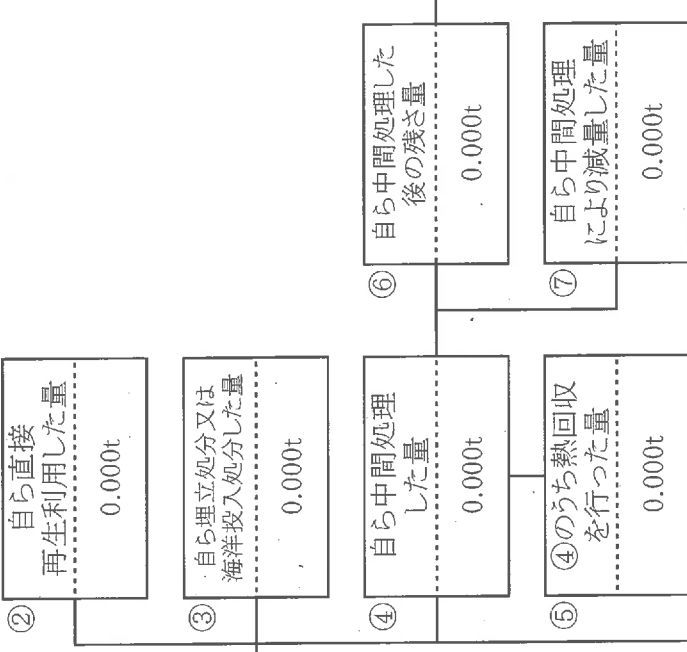 ②
自ら直接
再生利用した量
0.000t
③
自ら埋立処分又は
海洋投入処分した量
0.000t
④
自ら中間処理
した量
0.000t
⑤
④のうち熱回収
を行った量
0.000t
⑥
自ら中間処理した
後の残さ量
0.000t
⑦
自ら中間処理
により減量した量
0.000t